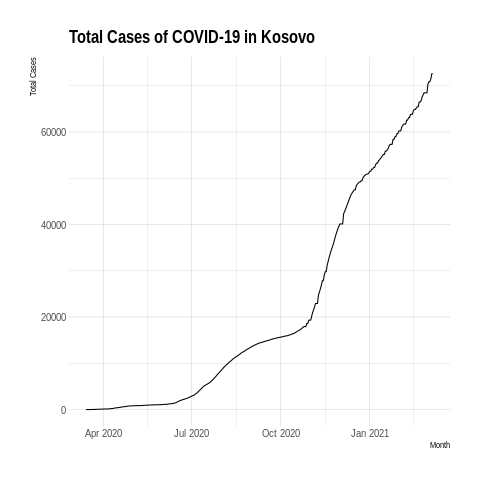 Total Cases of COVID-19 in Kosovo
Total Cases
60000
40000
20000
0
Apr 2020 Jul 2020 Oct 2020 Jan 2021
Month